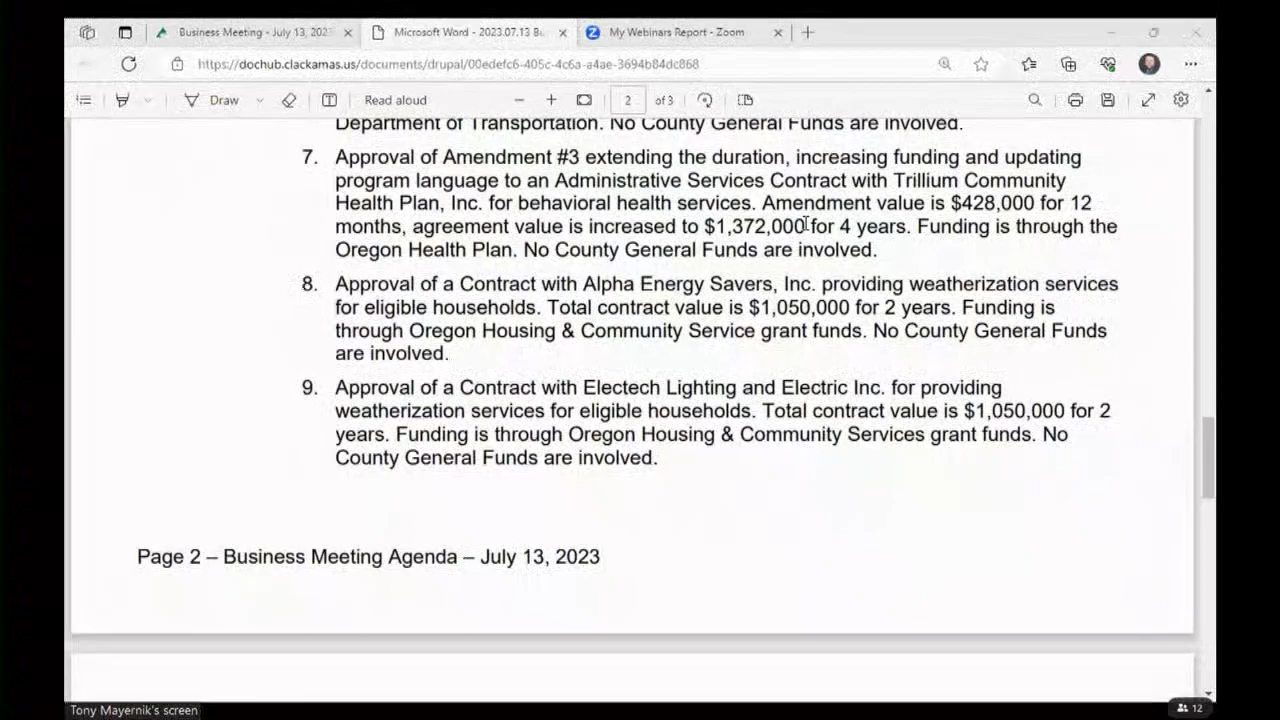 Business Meeting - July 13, 202
Microsoft Word - 2023.07.13 Bu
My Webinars Report - Zoom
https://dochub.clackamas.us/documents/drupal/00edefc6-405c-4c6a-a4ae-3694b84dc868
Draw
Read aloud
2 of 3
Department of Transportation. No County General Funds are involved.
7. Approval of Amendment #3 extending the duration, increasing funding and updating
program language to an Administrative Services Contract with Trillium Community
Health Plan, Inc. for behavioral health services. Amendment value is $428,000 for 12
months, agreement value is increased to $1,372,000 for 4 years. Funding is through the
Oregon Health Plan. No County General Funds are involved.
8. Approval of a Contract with Alpha Energy Savers, Inc. providing weatherization services
for eligible households. Total contract value is $1,050,000 for 2 years. Funding is
through Oregon Housing & Community Service grant funds. No County General Funds
are involved.
9. Approval of a Contract with Electech Lighting and Electric Inc. for providing
weatherization services for eligible households. Total contract value is $1,050,000 for 2
years. Funding is through Oregon Housing & Community Services grant funds. No
County General Funds are involved.
Page 2 – Business Meeting Agenda – July 13, 2023
Tony Mayernik's screen
12